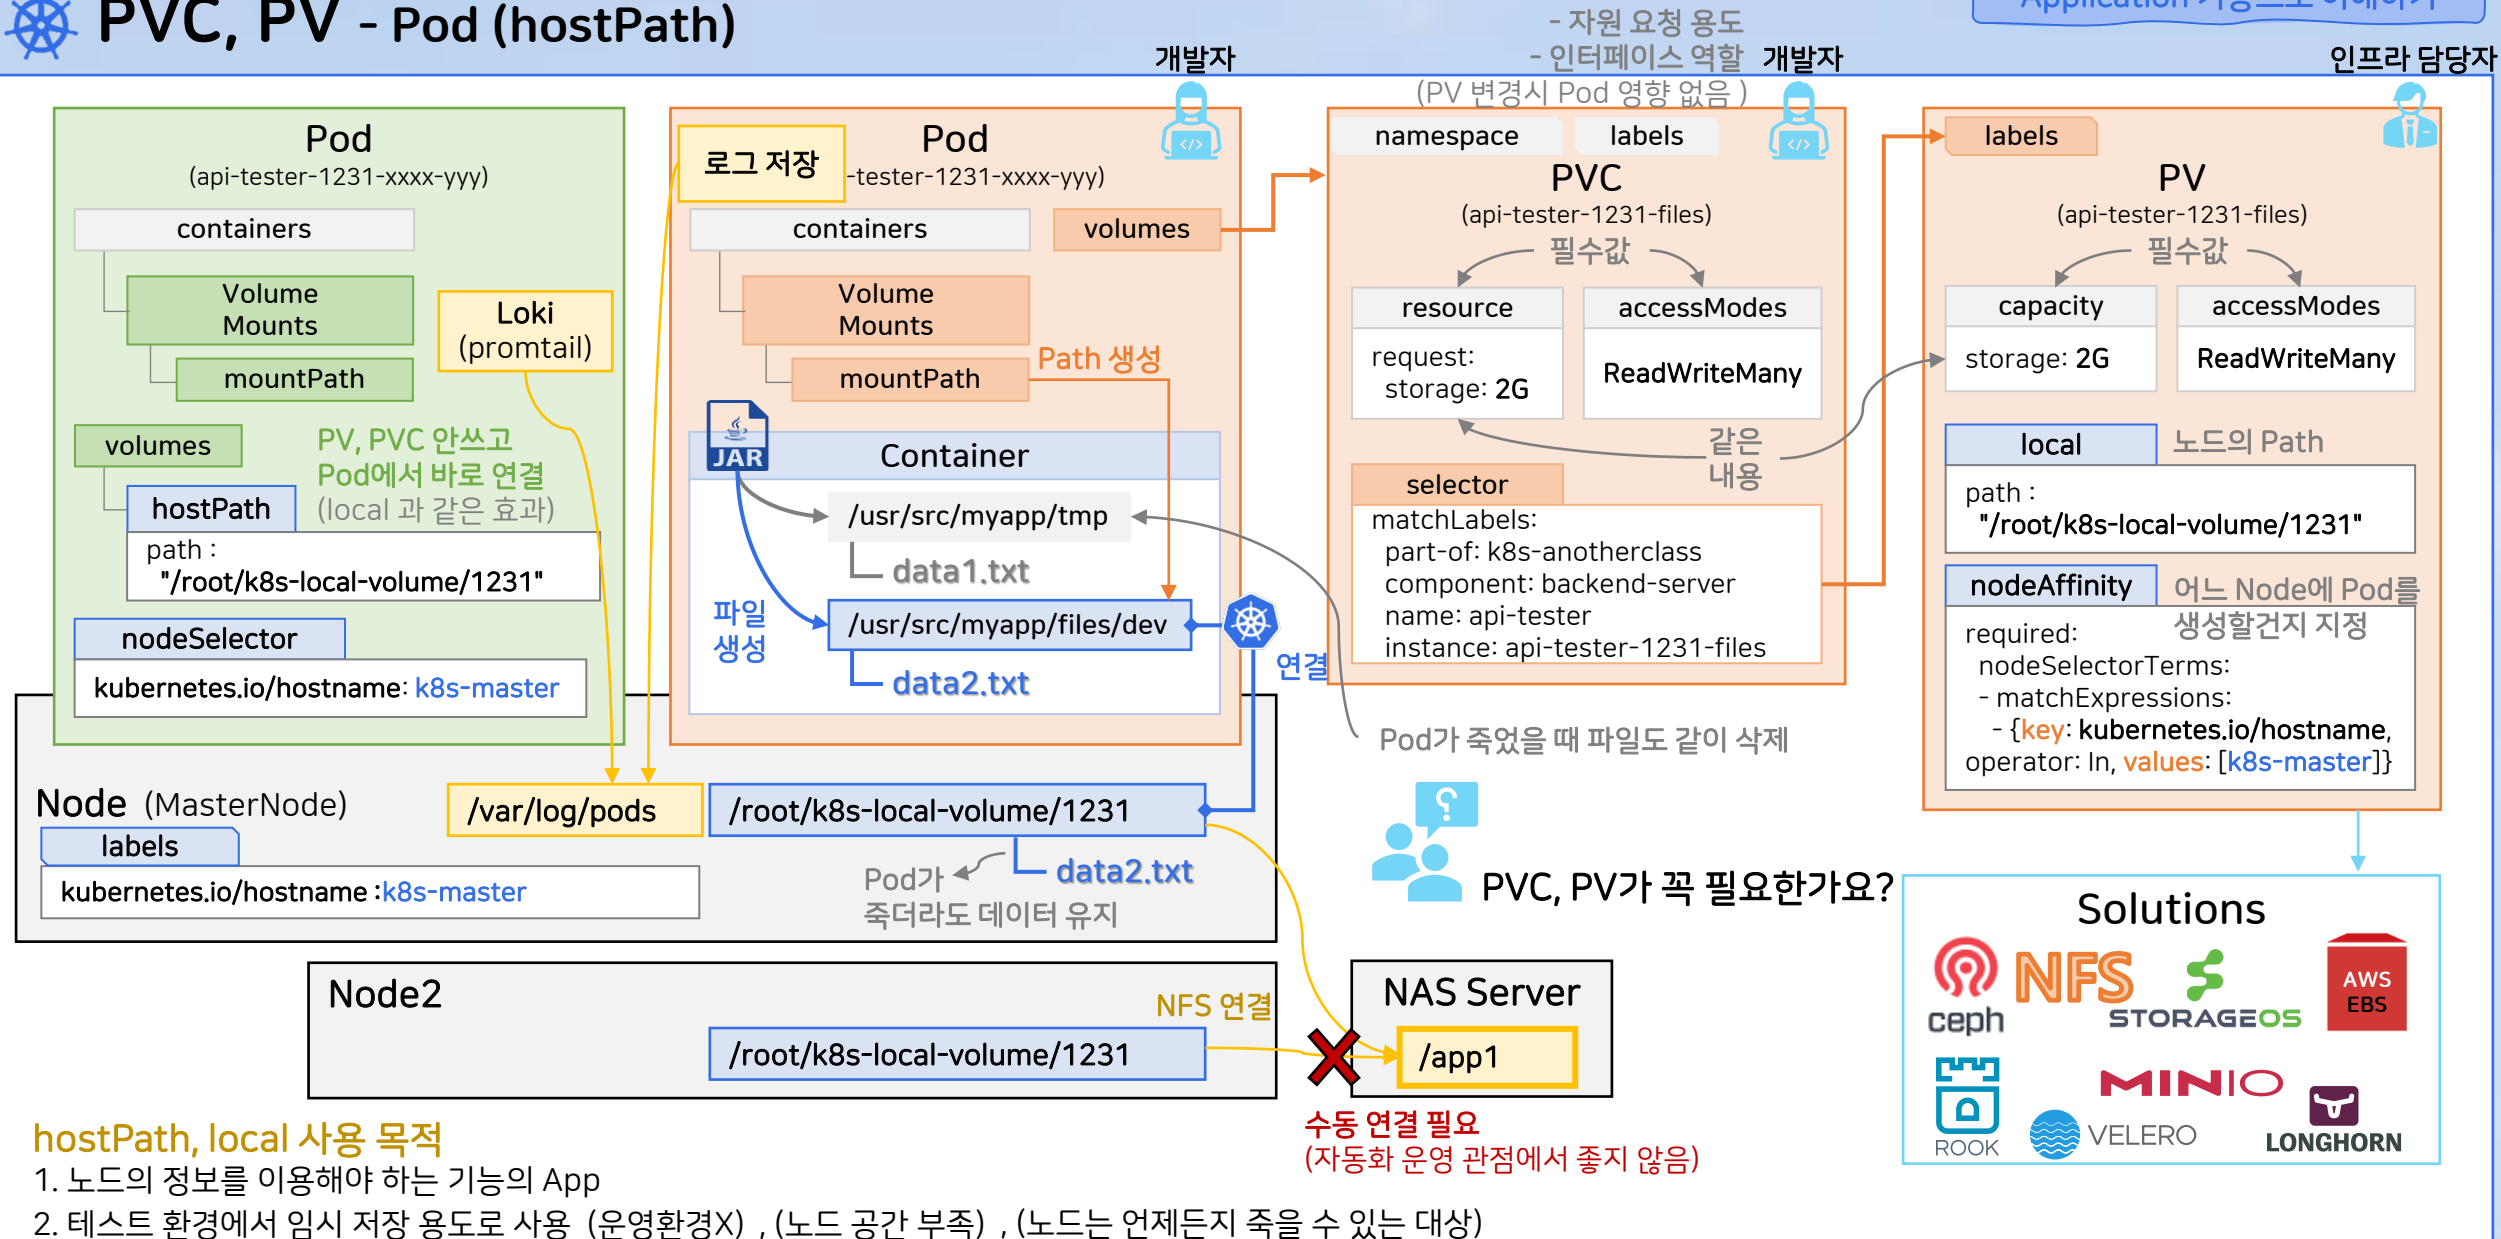 PVC, PV - Pod (hostPath)
- 자원 요청 용도
- 인터페이스 역할
(PV 변경시 Pod 영향 없음 )
개발자
개발자
인프라 담당자
Pod
(api-tester-1231-xxxx-yyy)
containers
Volume
Mounts
mountPath
Loki
(promtail)
volumes
PV, PVC 안쓰고
Pod에서 바로 연결
(local 과 같은 효과)
hostPath
path :
"/root/k8s-local-volume/1231"
nodeSelector
kubernetes.io/hostname: k8s-master
로그 저장
Pod
-tester-1231-xxxx-yyy)
containers
volumes
Volume
Mounts
mountPath
Path 생성
JAR
Container
/usr/src/myapp/tmp
data1.txt
파일
생성
/usr/src/myapp/files/dev
data2.txt
연결
namespace
labels
PVC
(api-tester-1231-files)
필수값
resource
request:
storage: 2G
accessModes
ReadWriteMany
같은
내용
selector
matchLabels:
part-of: k8s-anotherclass
component: backend-server
name: api-tester
instance: api-tester-1231-files
Pod가 죽었을 때 파일도 같이 삭제
labels
PV
(api-tester-1231-files)
필수값
capacity
storage: 2G
accessModes
ReadWriteMany
local
노드의 Path
path :
"/root/k8s-local-volume/1231"
nodeAffinity
어느 Node에 Pod를
생성할건지 지정
required:
nodeSelectorTerms:
- matchExpressions:
- {key: kubernetes.io/hostname,
operator: In, values: [k8s-master]}
Node (MasterNode)
labels
kubernetes.io/hostname :k8s-master
/var/log/pods
/root/k8s-local-volume/1231
data2.txt
Pod가
죽더라도 데이터 유지
PVC, PV가 꼭 필요한가요?
Node2
NFS 연결
/root/k8s-local-volume/1231
NAS Server
/app1
수동 연결 필요
(자동화 운영 관점에서 좋지 않음)
Solutions
ceph
NFS
STORAGEOS
AWS
EBS
ROOK
MINIO
VELERO
LONGHORN
hostPath, local 사용 목적
1. 노드의 정보를 이용해야 하는 기능의 App
2. 테스트 환경에서 임시 저장 용도로 사용 (운영환경X) , (노드 공간 부족) , (노드는 언제든지 죽을 수 있는 대상)